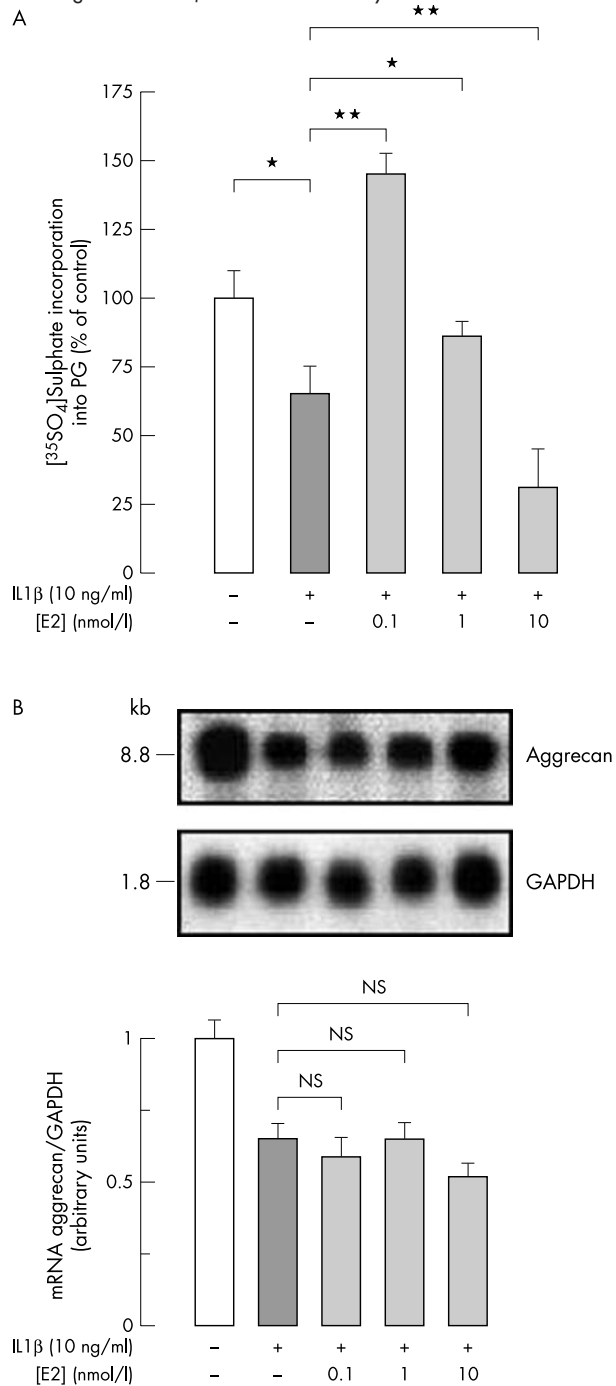 A
★★
★
★★
★
175
150
125
100
75
50
25
0
[³⁵SO₄]Sulphate incorporation
into PG (% of control)
IL1β (10 ng/ml) – + + + +
[E2] (nmol/l) – – 0.1 1 10
B
kb
8.8 Aggrecan
1.8 GAPDH
NS
NS
NS
1
0.5
0
mRNA aggrecan/GAPDH
(arbitrary units)
IL1β (10 ng/ml) – + + + +
[E2] (nmol/l) – – 0.1 1 10